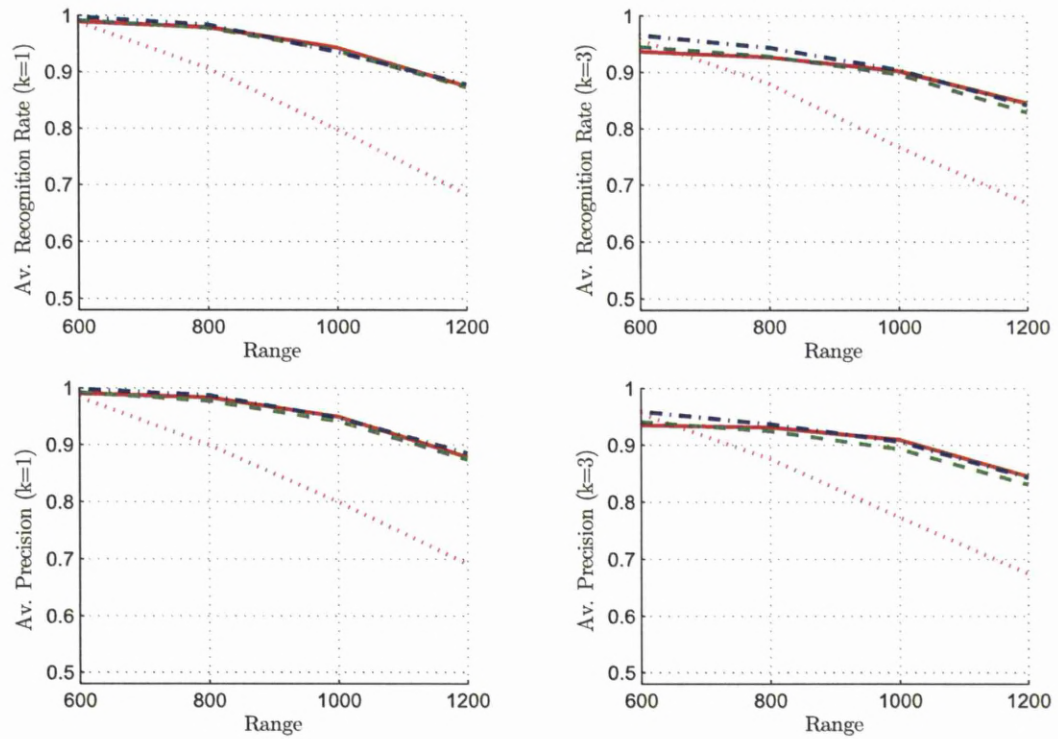 Av. Recognition Rate (k=1)
1
0.9
0.8
0.7
0.6
0.5
600 800 1000 1200
Range
Av. Recognition Rate (k=3)
1
0.9
0.8
0.7
0.6
0.5
600 800 1000 1200
Range
Av. Precision (k=1)
1
0.9
0.8
0.7
0.6
0.5
600 800 1000 1200
Range
Av. Precision (k=3)
1
0.9
0.8
0.7
0.6
0.5
600 800 1000 1200
Range